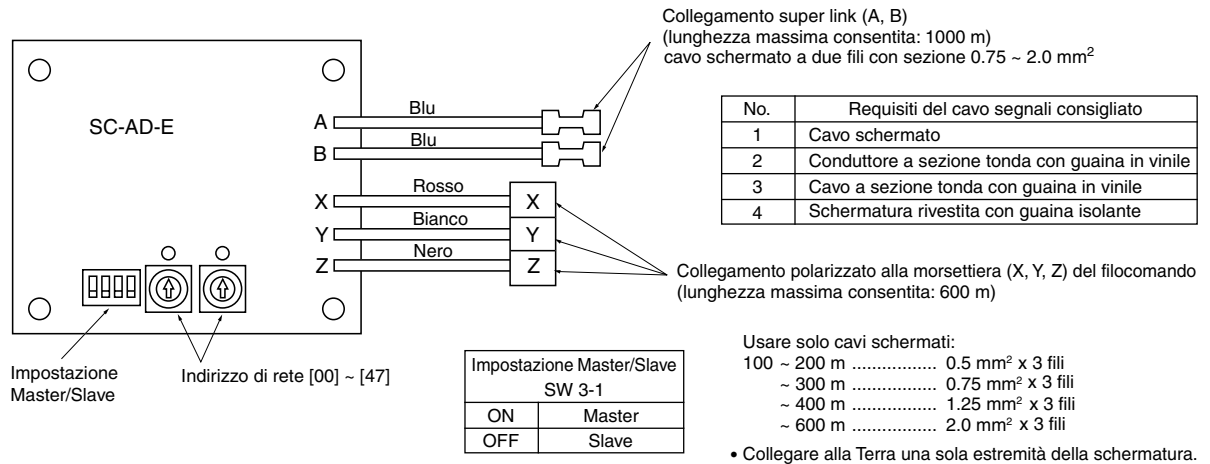 Collegamento super link (A, B)
(lunghezza massima consentita: 1000 m)
cavo schermato a due fili con sezione 0.75 ~ 2.0 mm²
SC-AD-E
A
Blu
B
Blu
X
Rosso
X
Y
Bianco
Y
Z
Nero
Z
No. Requisiti del cavo segnali consigliato
1 Cavo schermato
2 Conduttore a sezione tonda con guaina in vinile
3 Cavo a sezione tonda con guaina in vinile
4 Schermatura rivestita con guaina isolante
Collegamento polarizzato alla morsettiera (X, Y, Z) del filocomando
(lunghezza massima consentita: 600 m)
Impostazione
Master/Slave
Indirizzo di rete [00] ~ [47]
Impostazione Master/Slave
SW 3-1
ON Master
OFF Slave
Usare solo cavi schermati:
100 ~ 200 m ................. 0.5 mm² x 3 fili
~ 300 m ................. 0.75 mm² x 3 fili
~ 400 m ................. 1.25 mm² x 3 fili
~ 600 m ................. 2.0 mm² x 3 fili
• Collegare alla Terra una sola estremità della schermatura.